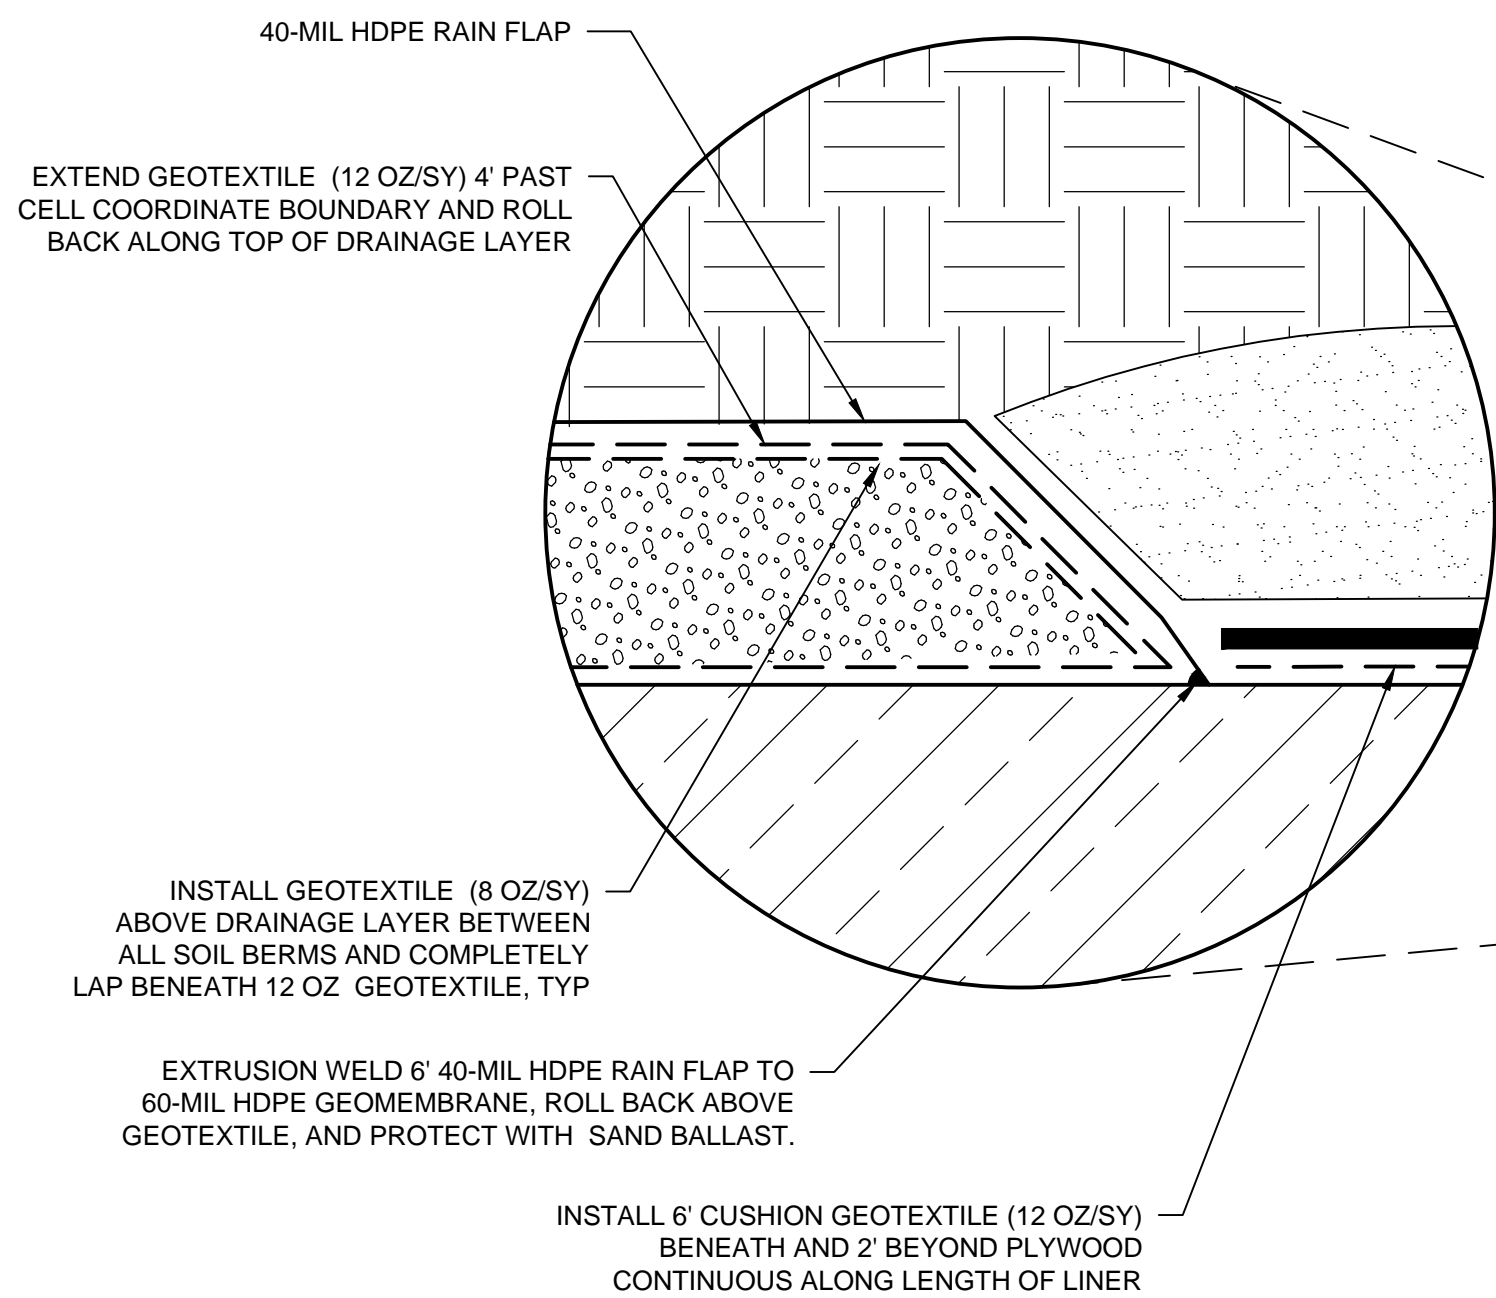 40-MIL HDPE RAIN FLAP
EXTEND GEOTEXTILE (12 OZ/SY) 4' PAST
CELL COORDINATE BOUNDARY AND ROLL
BACK ALONG TOP OF DRAINAGE LAYER
INSTALL GEOTEXTILE (8 OZ/SY)
ABOVE DRAINAGE LAYER BETWEEN
ALL SOIL BERMS AND COMPLETELY
LAP BENEATH 12 OZ GEOTEXTILE, TYP
EXTRUSION WELD 6' 40-MIL HDPE RAIN FLAP TO
60-MIL HDPE GEOMEMBRANE, ROLL BACK ABOVE
GEOTEXTILE, AND PROTECT WITH SAND BALLAST.
INSTALL 6' CUSHION GEOTEXTILE (12 OZ/SY)
BENEATH AND 2' BEYOND PLYWOOD
CONTINUOUS ALONG LENGTH OF LINER